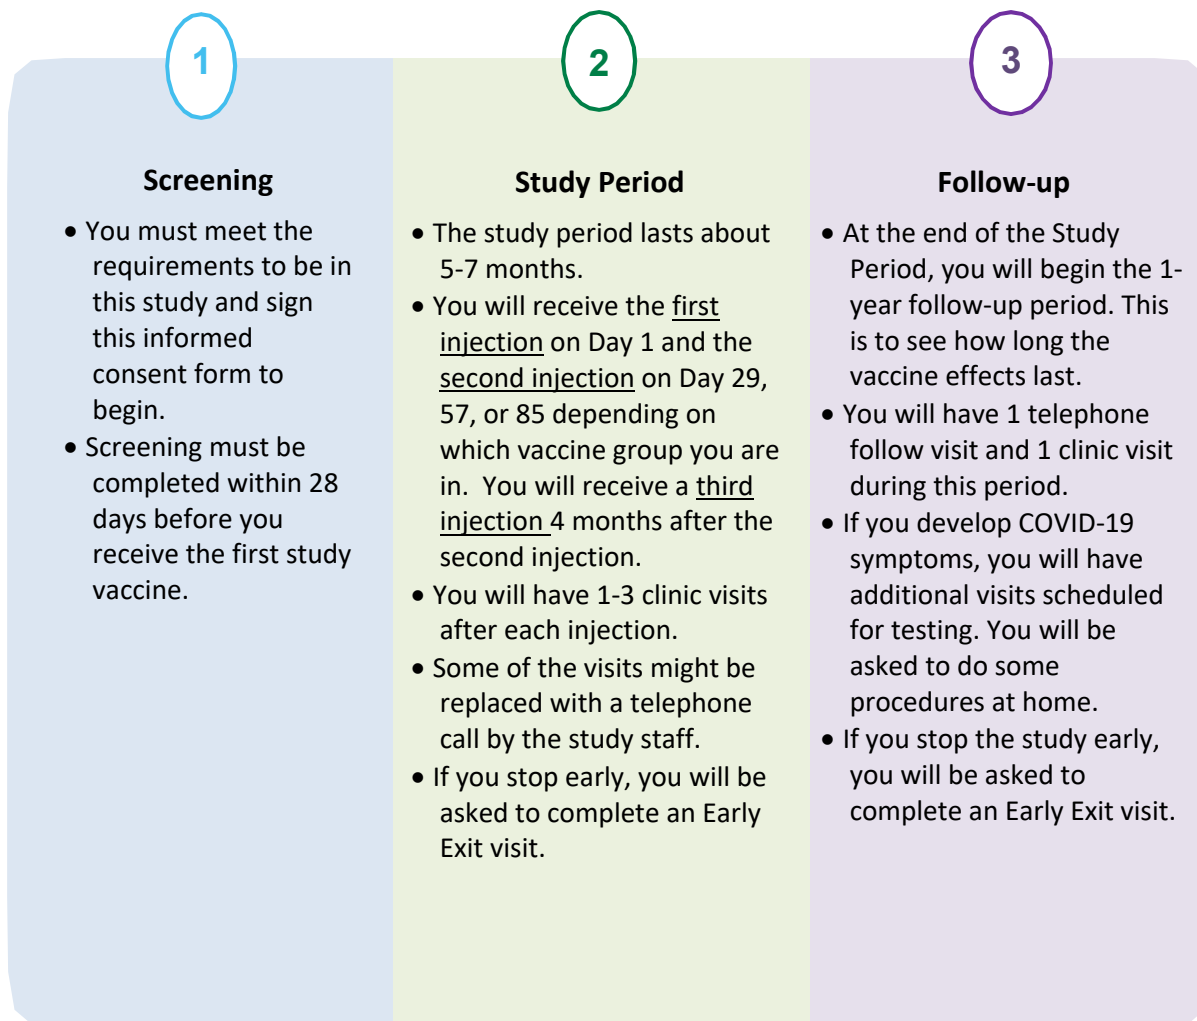 1
Screening
• You must meet the
requirements to be in
this study and sign
this informed
consent form to
begin.
• Screening must be
completed within 28
days before you
receive the first study
vaccine.
2
Study Period
• The study period lasts about
5-7 months.
• You will receive the first
injection on Day 1 and the
second injection on Day 29,
57, or 85 depending on
which vaccine group you are
in.  You will receive a third
injection 4 months after the
second injection.
• You will have 1-3 clinic visits
after each injection.
• Some of the visits might be
replaced with a telephone
call by the study staff.
• If you stop early, you will be
asked to complete an Early
Exit visit.
3
Follow-up
• At the end of the Study
Period, you will begin the 1-
year follow-up period. This
is to see how long the
vaccine effects last.
• You will have 1 telephone
follow visit and 1 clinic visit
during this period.
• If you develop COVID-19
symptoms, you will have
additional visits scheduled
for testing. You will be
asked to do some
procedures at home.
• If you stop the study early,
you will be asked to
complete an Early Exit visit.